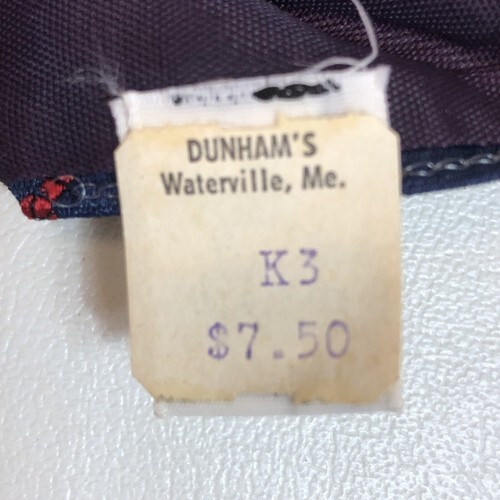 DUNHAM'S
Waterville, Me.
K3
$7.50